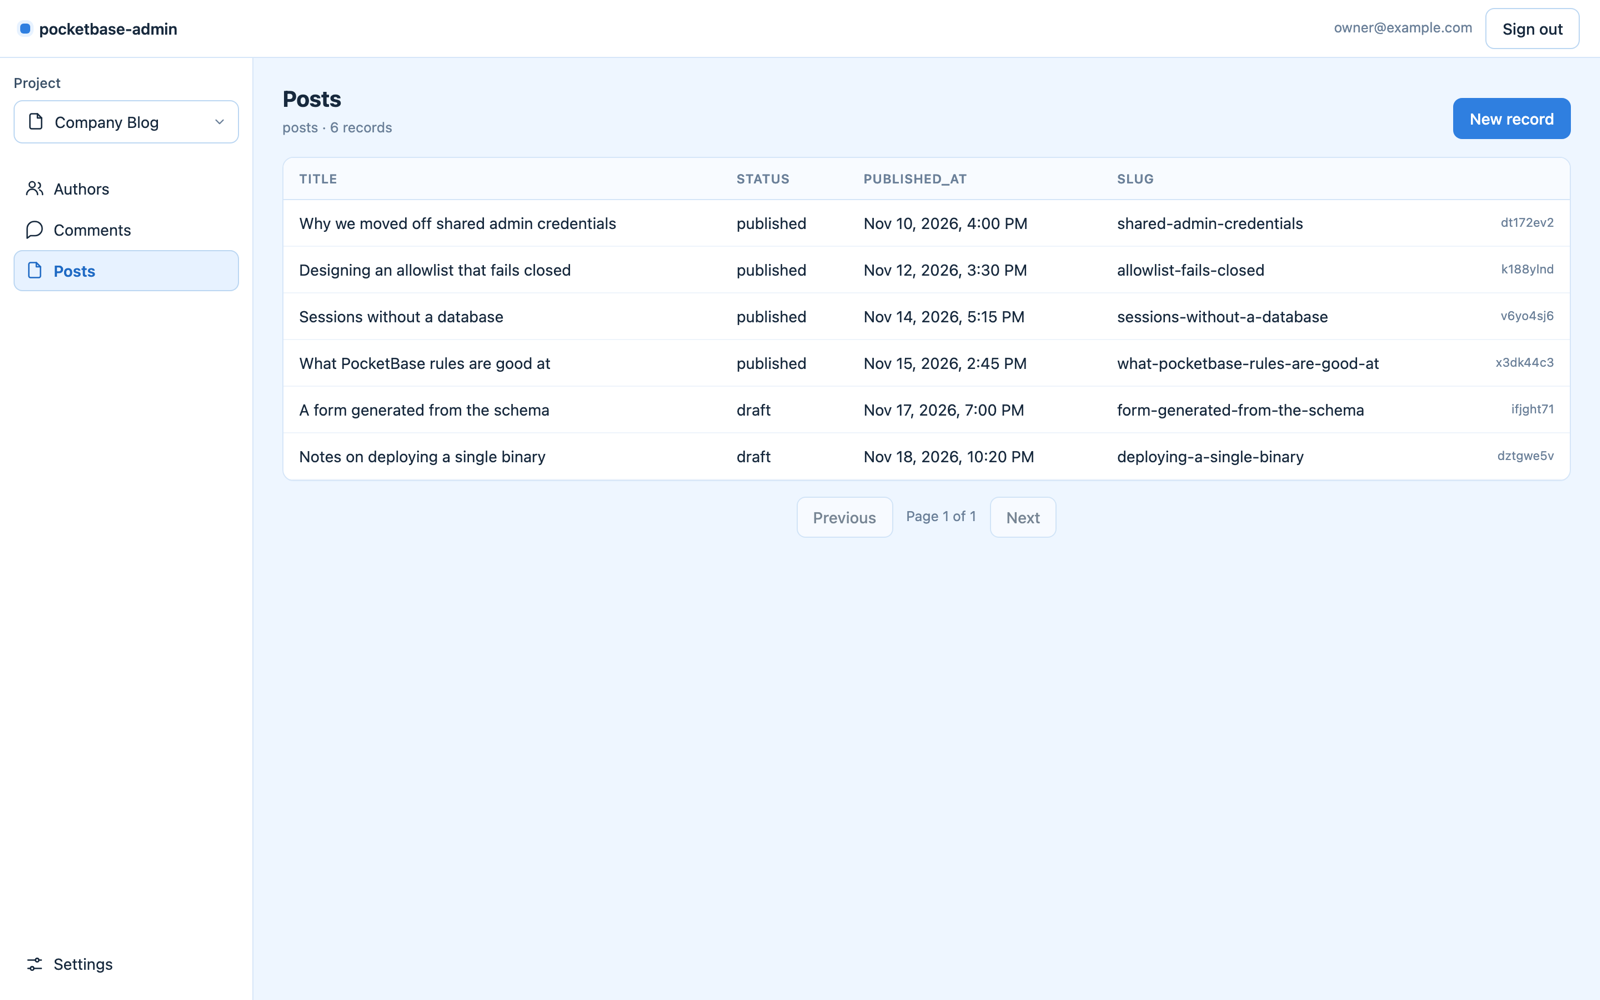 pocketbase-admin
owner@example.com
Sign out
Project
Company Blog
Authors
Comments
Posts
Settings
Posts
posts · 6 records
New record
TITLE STATUS PUBLISHED_AT SLUG
Why we moved off shared admin credentials published Nov 10, 2026, 4:00 PM shared-admin-credentials dt172ev2
Designing an allowlist that fails closed published Nov 12, 2026, 3:30 PM allowlist-fails-closed k188ylnd
Sessions without a database published Nov 14, 2026, 5:15 PM sessions-without-a-database v6yo4sj6
What PocketBase rules are good at published Nov 15, 2026, 2:45 PM what-pocketbase-rules-are-good-at x3dk44c3
A form generated from the schema draft Nov 17, 2026, 7:00 PM form-generated-from-the-schema ifjght71
Notes on deploying a single binary draft Nov 18, 2026, 10:20 PM deploying-a-single-binary dztgwe5v
Previous Page 1 of 1 Next